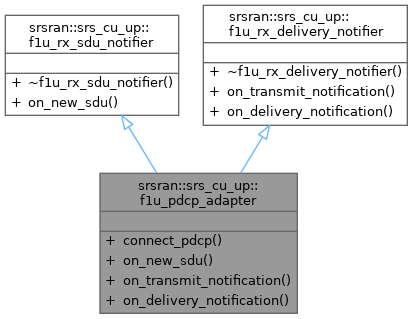 srsran::srs_cu_up::
f1u_rx_sdu_notifier
+ ~f1u_rx_sdu_notifier()
+ on_new_sdu()
srsran::srs_cu_up::
f1u_rx_delivery_notifier
+ ~f1u_rx_delivery_notifier()
+ on_transmit_notification()
+ on_delivery_notification()
srsran::srs_cu_up::
f1u_pdcp_adapter
+ connect_pdcp()
+ on_new_sdu()
+ on_transmit_notification()
+ on_delivery_notification()